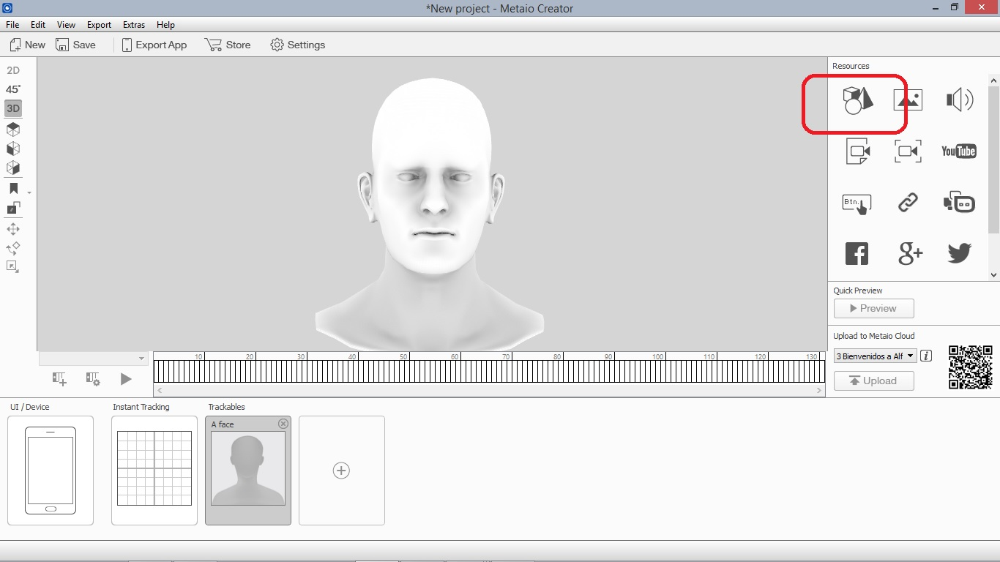 *New project - Metaio Creator
File Edit View Export Extras Help
New Save Export App Store Settings
2D
45°
3D
Resources
YouTube
Btn.
g+
Quick Preview
Preview
Upload to Metaio Cloud
3 Bienvenidos a Alf
i
Upload
10 20 30 40 50 60 70 80 90 100 110 120 130
UI / Device Instant Tracking Trackables
A face